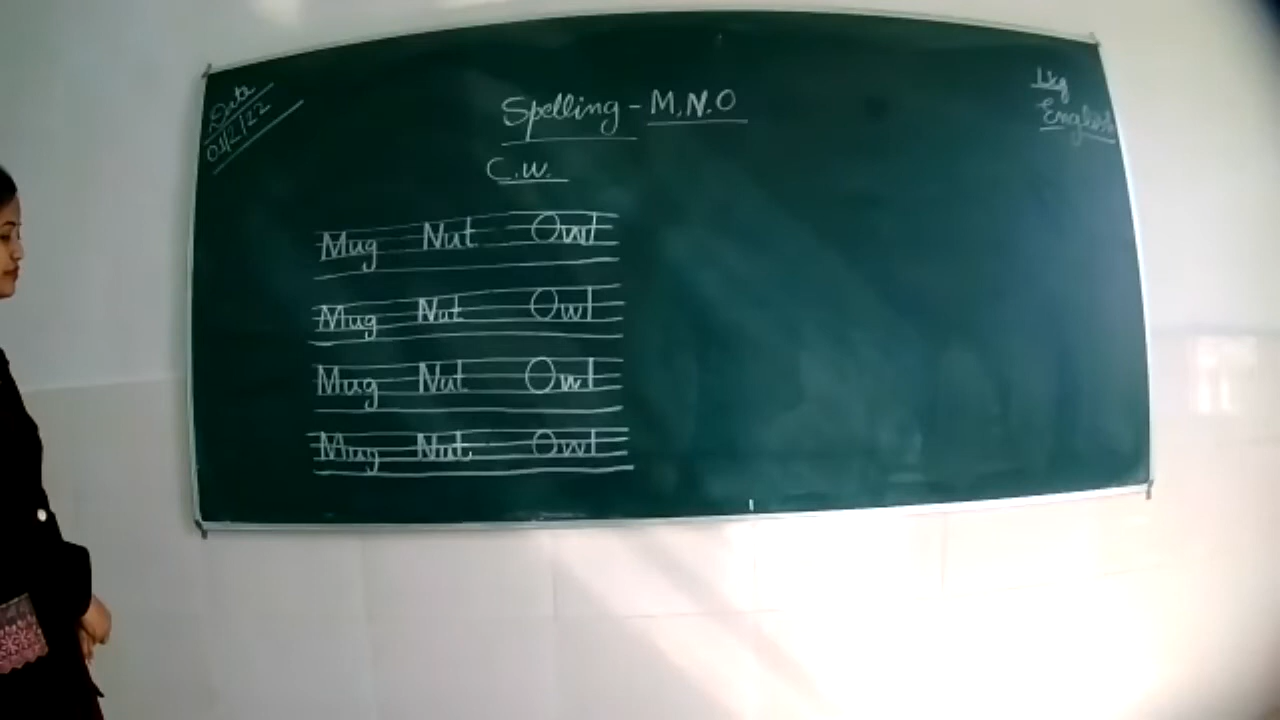 Date
01/2/22
Spelling - M.N.O
Lkg
English
C.W.
Mug Nut Owl
Mug Nut Owl
Mug Nut Owl
Mug Nut Owl